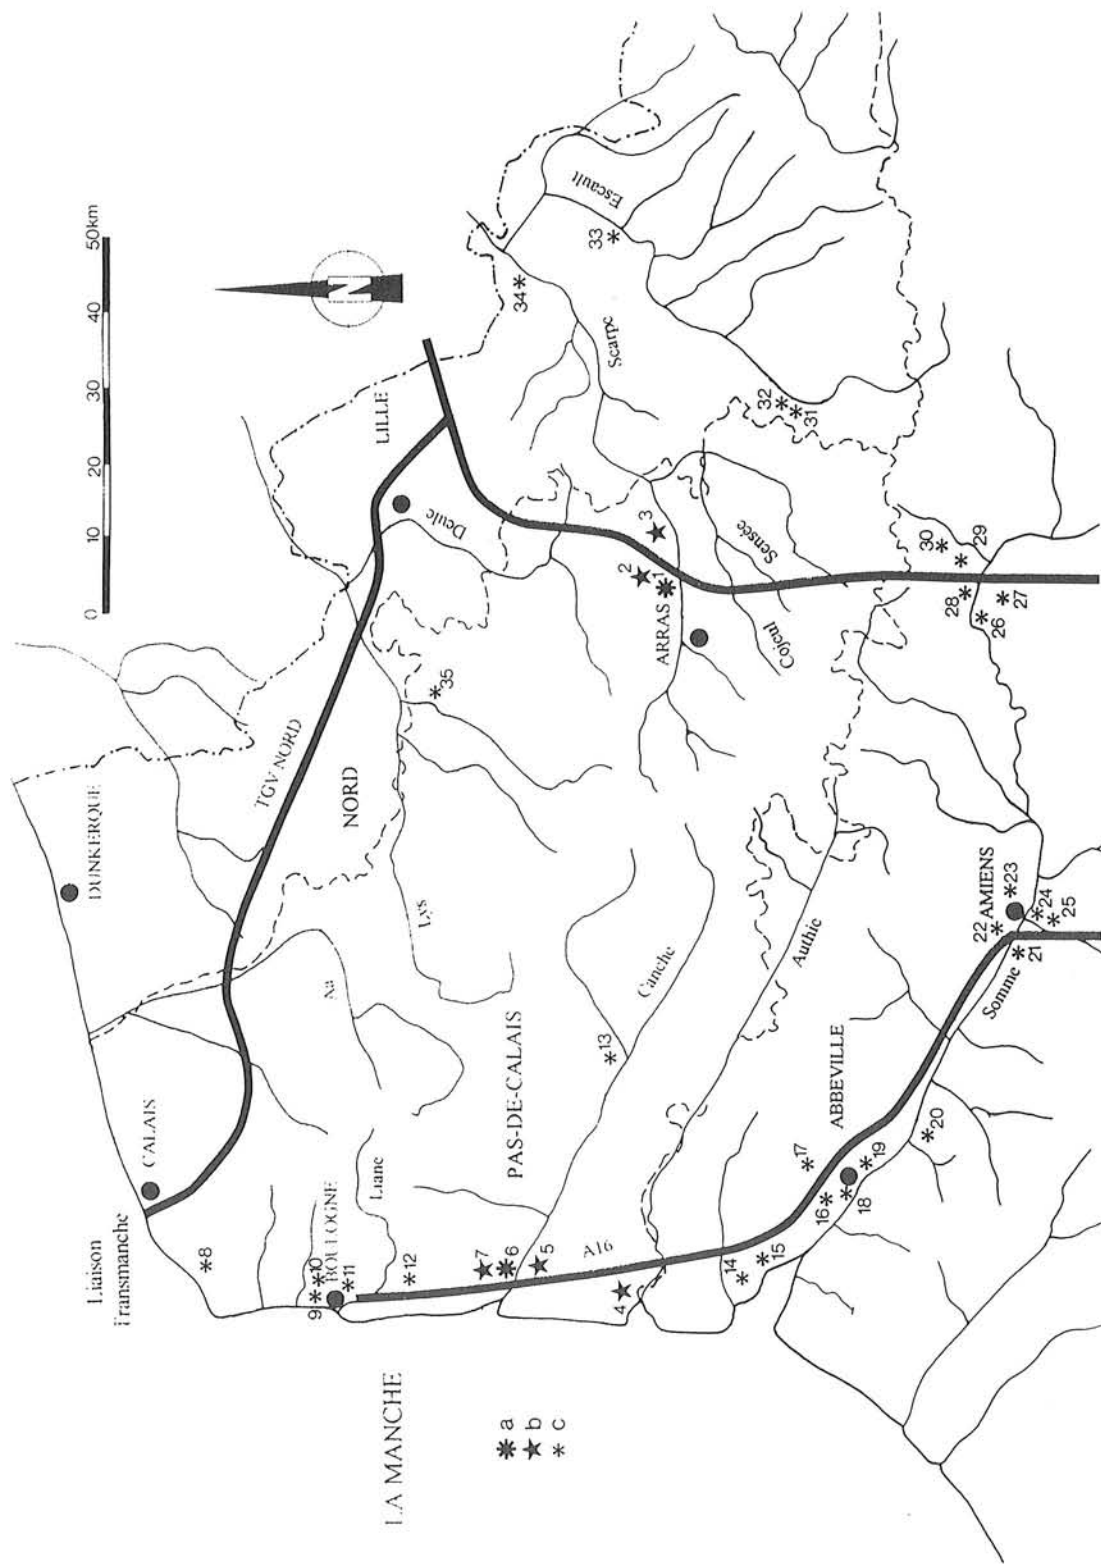 Liaison
Transmanche
CALAIS
DUNKERQUE
0 10 20 30 40 50km
N
LILLE
TGV NORD
NORD
Deule
Lys
Aa
Liane
BOULOGNE
8
9
10
11
12
LA MANCHE
a
b
c
PAS-DE-CALAIS
7
6
5
A16
4
13
Canche
Authie
35
ARRAS
1
2
3
Scarpe
34
33
Escault
Cojeul
Sensée
32
31
14
15
16
17
18
19
ABBEVILLE
20
Somme
AMIENS
21
22
23
24
25
26
27
28
29
30